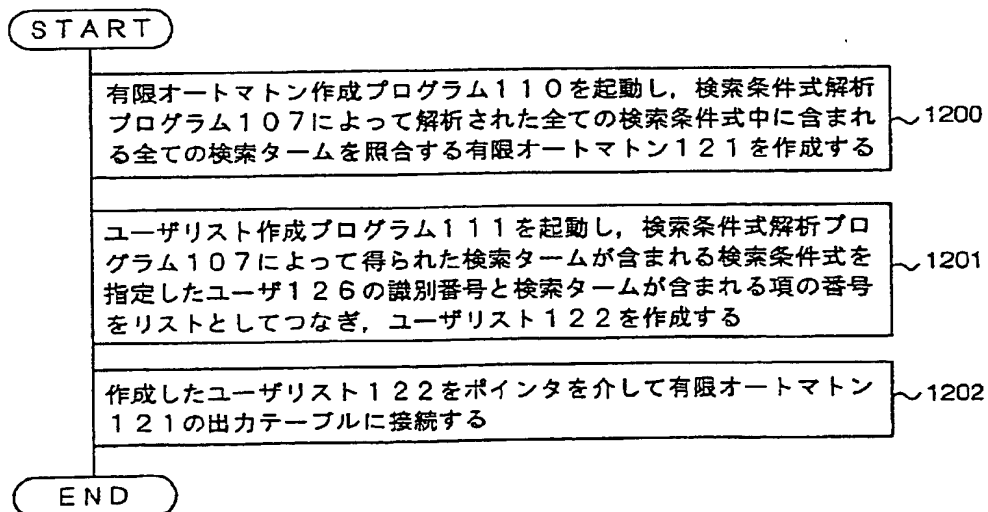 START
有限オートマトン作成プログラム110を起動し，検索条件式解析
プログラム107によって解析された全ての検索条件式中に含まれ
る全ての検索タームを照合する有限オートマトン121を作成する
1200
ユーザリスト作成プログラム111を起動し，検索条件式解析プロ
グラム107によって得られた検索タームが含まれる検索条件式を
指定したユーザ126の識別番号と検索タームが含まれる項の番号
をリストとしてつなぎ，ユーザリスト122を作成する
1201
作成したユーザリスト122をポインタを介して有限オートマトン
121の出力テーブルに接続する
1202
END